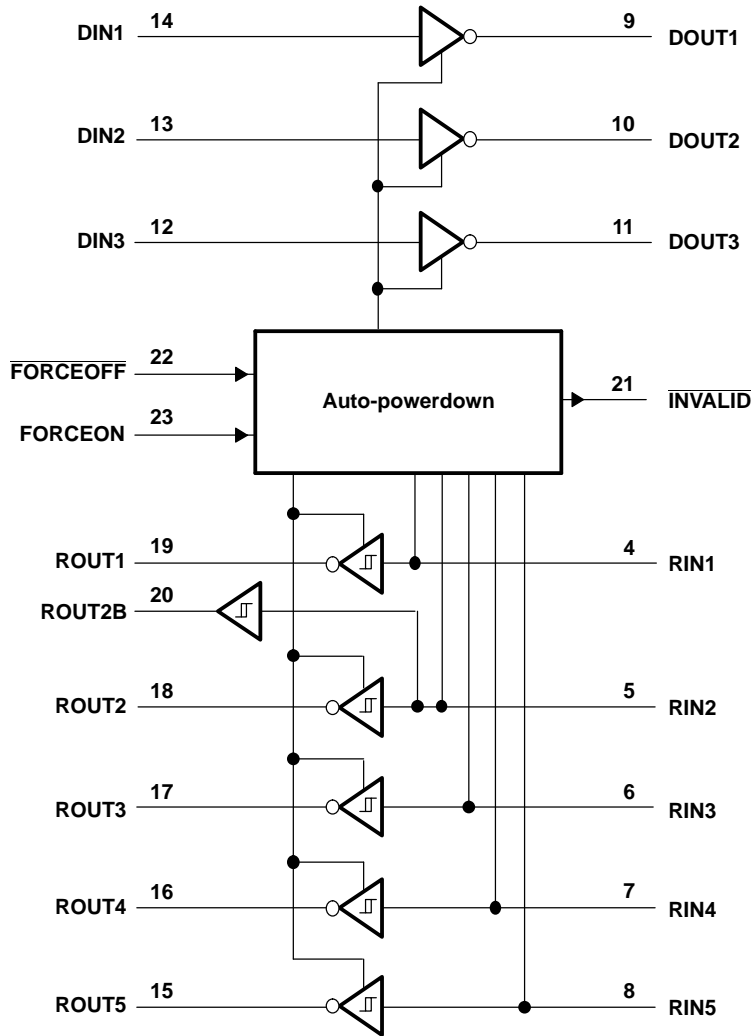 DIN1 14 9 DOUT1
DIN2 13 10 DOUT2
DIN3 12 11 DOUT3
FORCEOFF 22
Auto-powerdown
21 INVALID
FORCEON 23
ROUT1 19 4 RIN1
ROUT2B 20
ROUT2 18 5 RIN2
ROUT3 17 6 RIN3
ROUT4 16 7 RIN4
ROUT5 15 8 RIN5